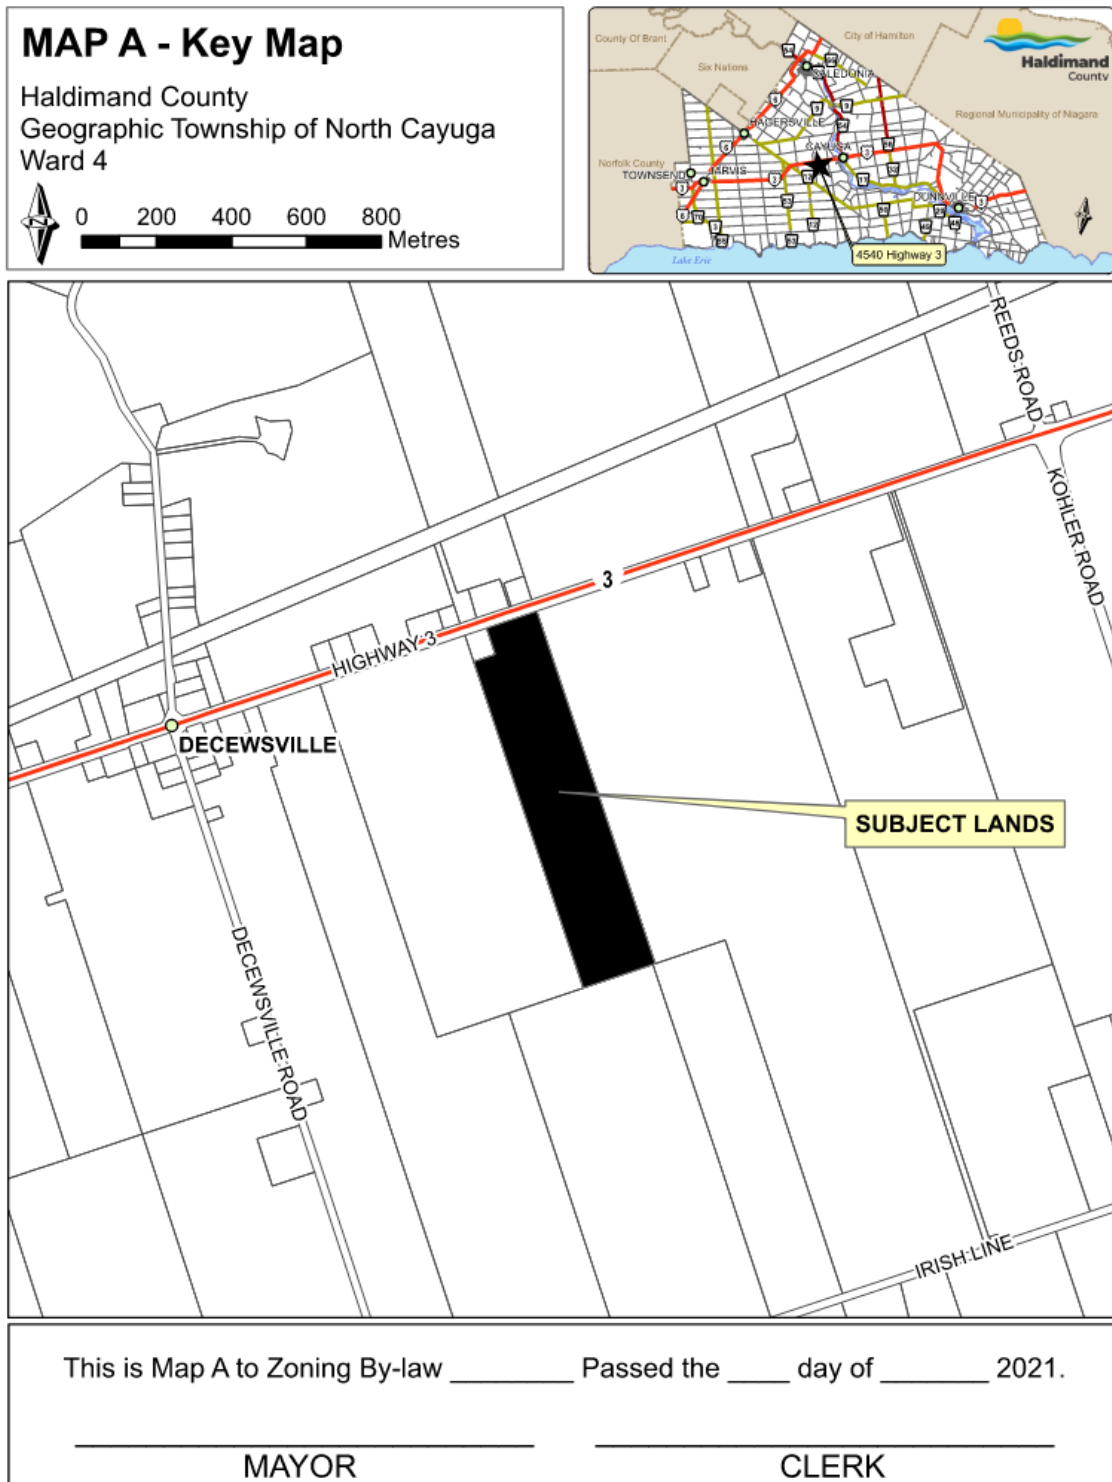 MAP A - Key Map
Haldimand County
Geographic Township of North Cayuga
Ward 4
N
0 200 400 600 800 Metres
County Of Brant
City of Hamilton
Haldimand
County
Six Nations
CALEDONIA
Regional Municipality of Niagara
HAGERSVILLE
CAYUGA
Norfolk County
TOWNSEND
JARVIS
DUNNVILLE
Lake Erie
4540 Highway 3
REEDS ROAD
KOHLER ROAD
3
HIGHWAY 3
DECEWSVILLE
SUBJECT LANDS
DECEWSVILLE ROAD
IRISH LINE
This is Map A to Zoning By-law ________ Passed the ____ day of _______ 2021.
MAYOR
CLERK